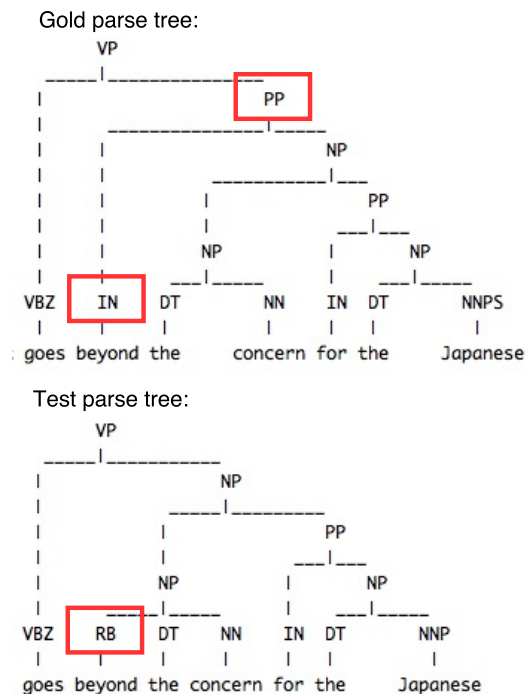 Gold parse tree:
VP
PP
NP
PP
NP NP
VBZ IN DT NN IN DT NNPS
goes beyond the concern for the Japanese
Test parse tree:
VP
NP
PP
NP NP
VBZ RB DT NN IN DT NNP
goes beyond the concern for the Japanese